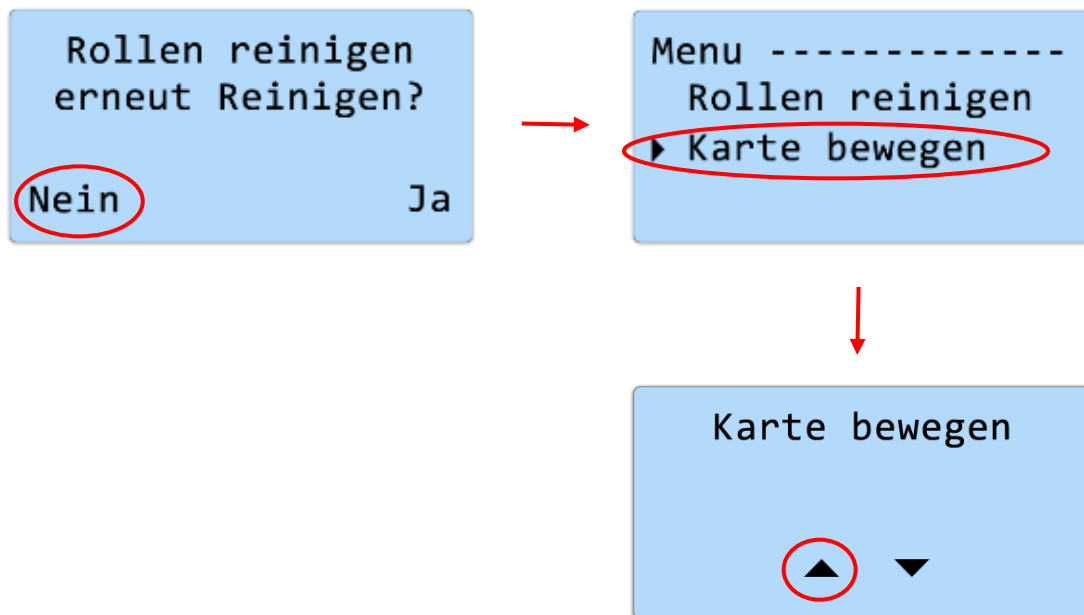 Rollen reinigen
erneut Reinigen?
Nein Ja
Menu -------------
Rollen reinigen
▶ Karte bewegen
Karte bewegen
▲ ▼